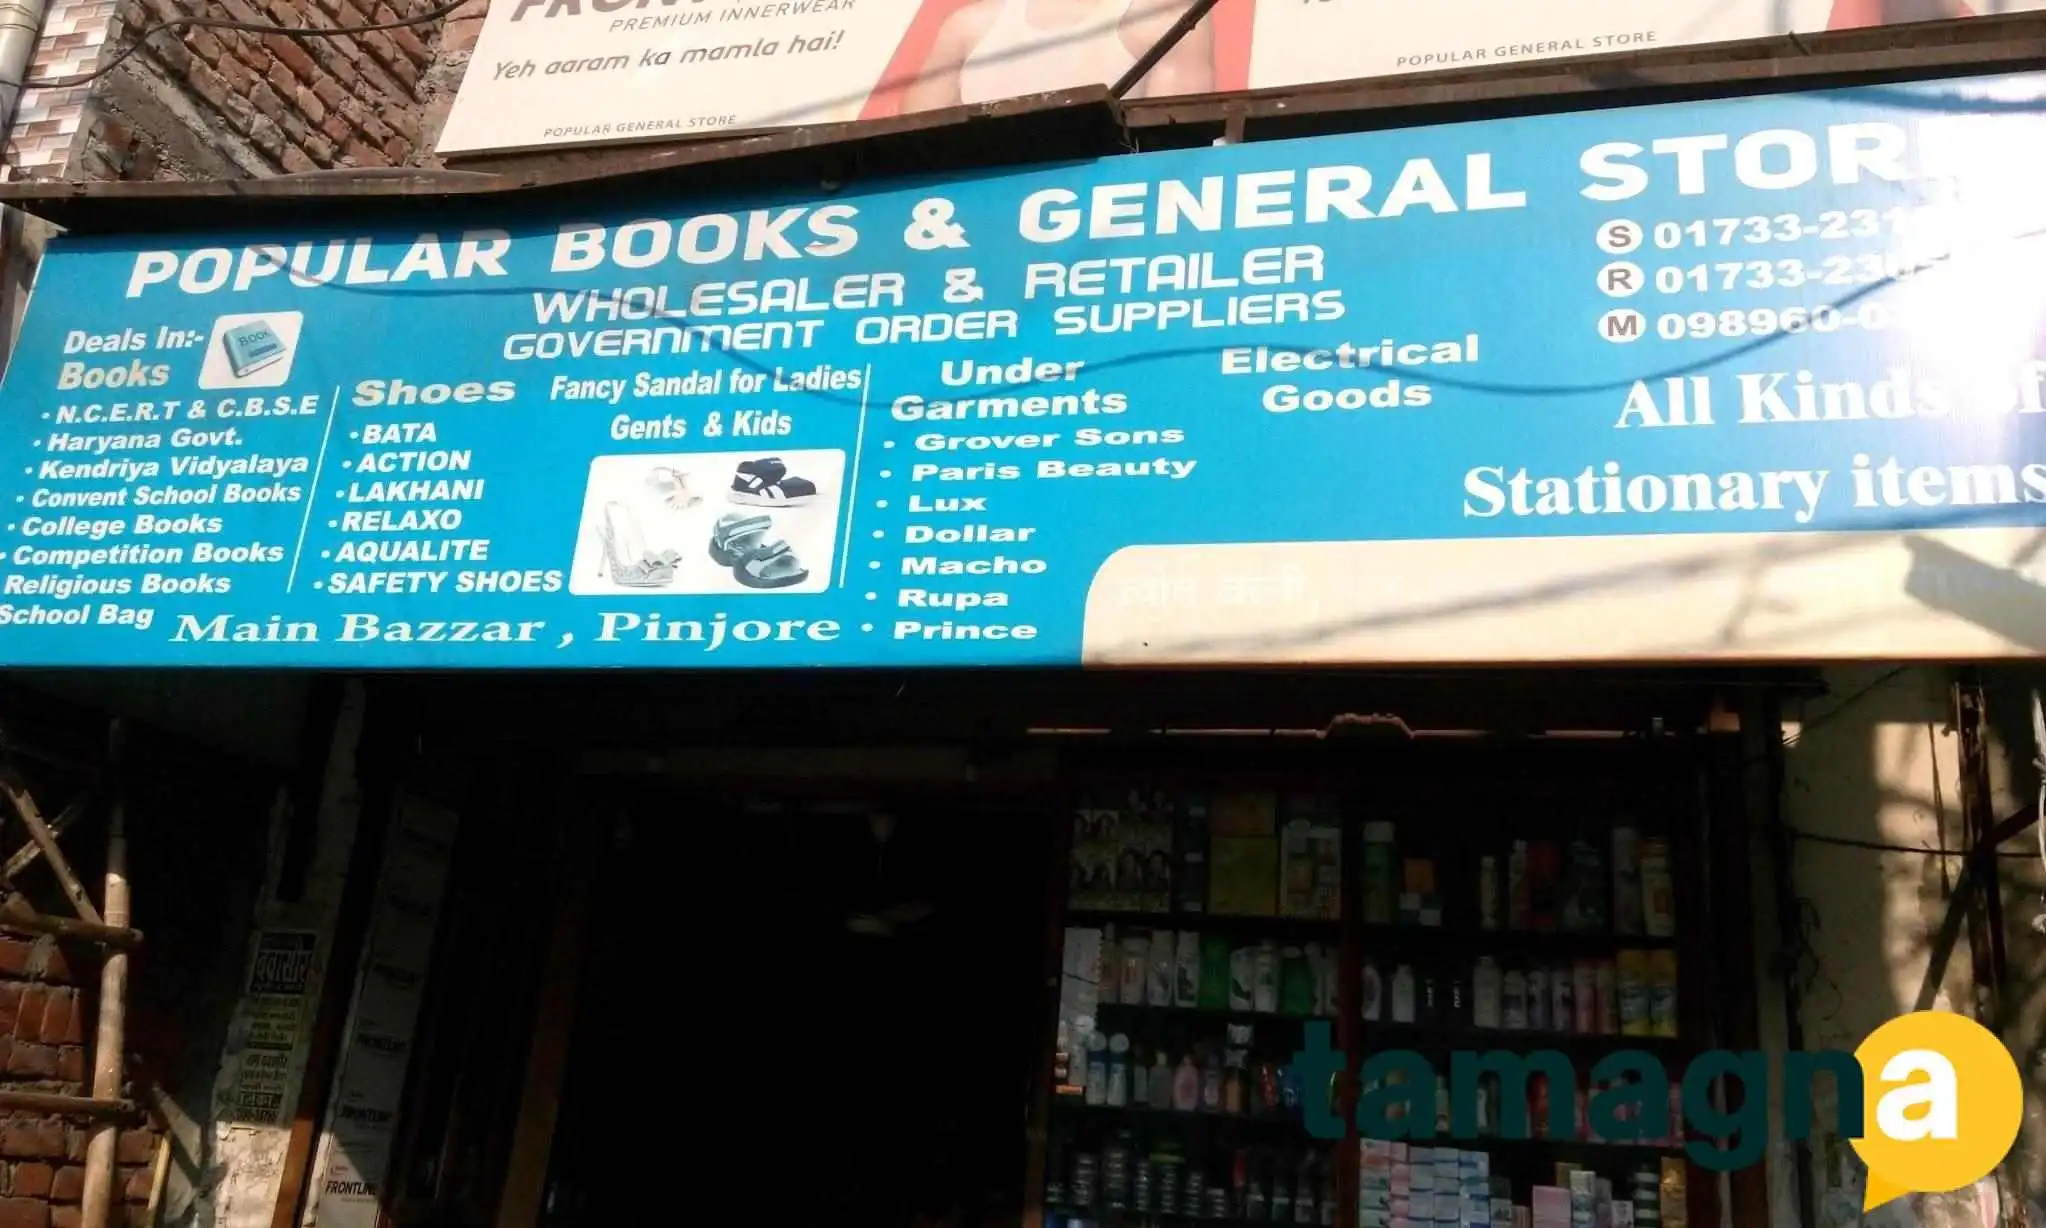 PREMIUM INNERWEAR
Yeh aaram ka mamla hai!
POPULAR GENERAL STORE
POPULAR GENERAL STORE
POPULAR BOOKS & GENERAL STOR
WHOLESALER & RETAILER
GOVERNMENT ORDER SUPPLIERS
S 01733-231
R 01733-23
M 098960-0
Deals In:-
Books
BOOK
• N.C.E.R.T & C.B.S.E
• Haryana Govt.
• Kendriya Vidyalaya
• Convent School Books
• College Books
• Competition Books
Religious Books
School Bag
Shoes
• BATA
• ACTION
• LAKHANI
• RELAXO
• AQUALITE
• SAFETY SHOES
Fancy Sandal for Ladies
Gents & Kids
Under
Garments
• Grover Sons
• Paris Beauty
• Lux
• Dollar
• Macho
• Rupa
• Prince
Electrical
Goods
All Kinds of
Stationary items
Main Bazzar , Pinjore
FRONTLINE
tamagna